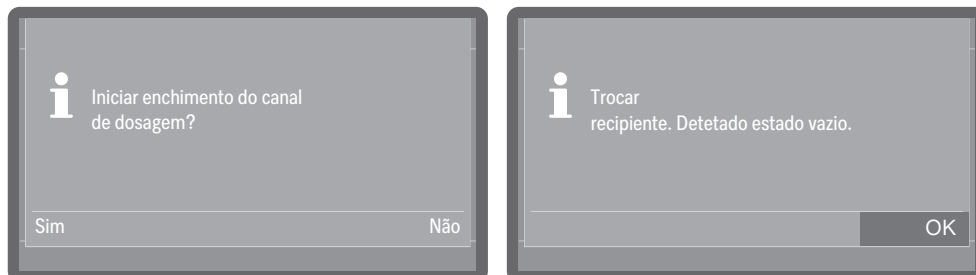 Iniciar enchimento do canal
de dosagem?
Sim
Não
Trocar
recipiente. Detetado estado vazio.
OK